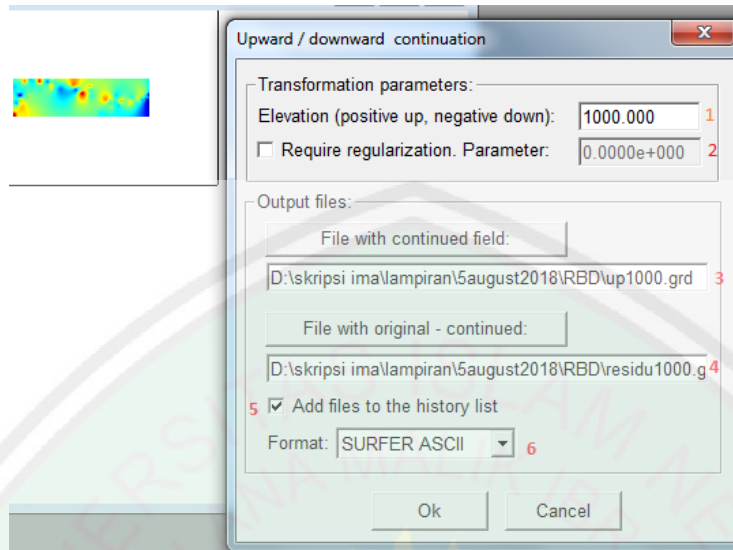 Upward / downward continuation
Transformation parameters:
Elevation (positive up, negative down): 1000.000 1
Require regularization. Parameter: 0.0000e+000 2
Output files:
File with continued field:
D:\skripsi ima\lampiran\5august2018\RBD\up1000.grd 3
File with original - continued:
D:\skripsi ima\lampiran\5august2018\RBD\residu1000.g 4
5 Add files to the history list
Format: SURFER ASCII 6
Ok Cancel